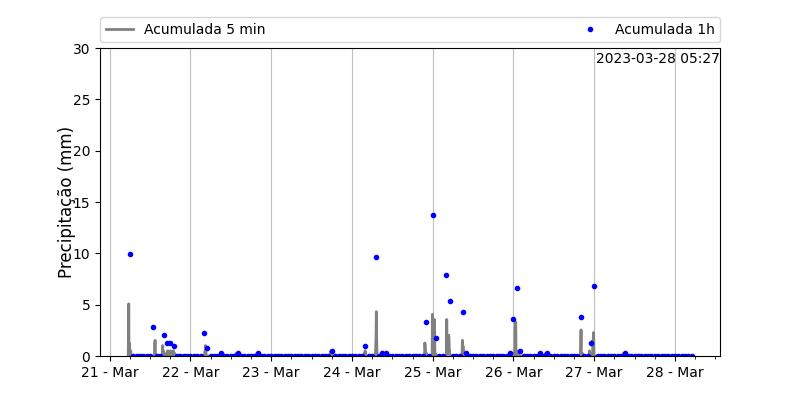 Acumulada 5 min
Acumulada 1h
2023-03-28 05:27
Precipitação (mm)
30
25
20
15
10
5
0
21 - Mar
22 - Mar
23 - Mar
24 - Mar
25 - Mar
26 - Mar
27 - Mar
28 - Mar